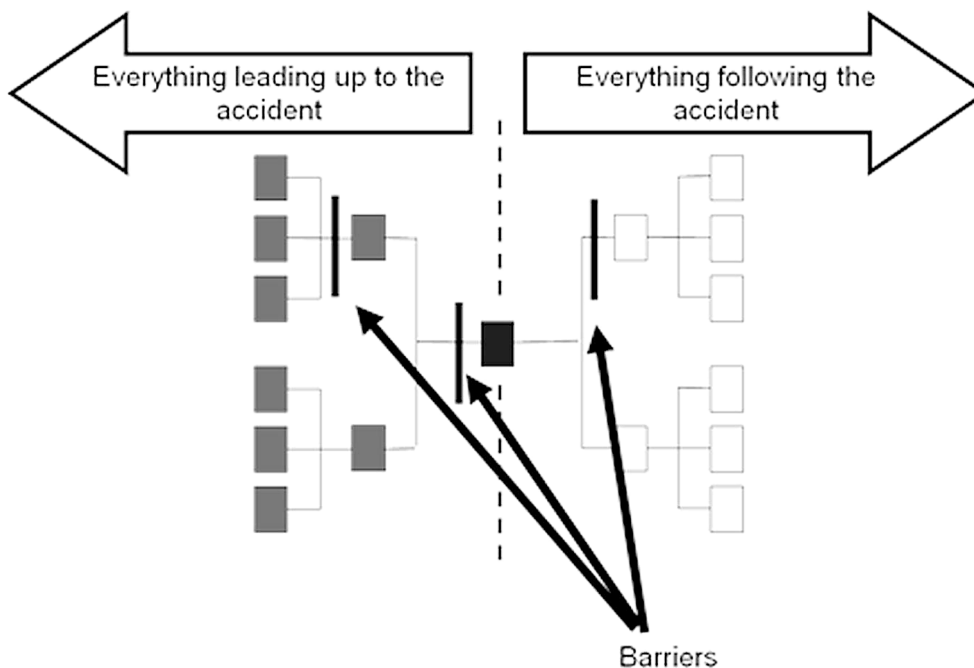 Everything leading up to the
accident
Everything following the
accident
Barriers